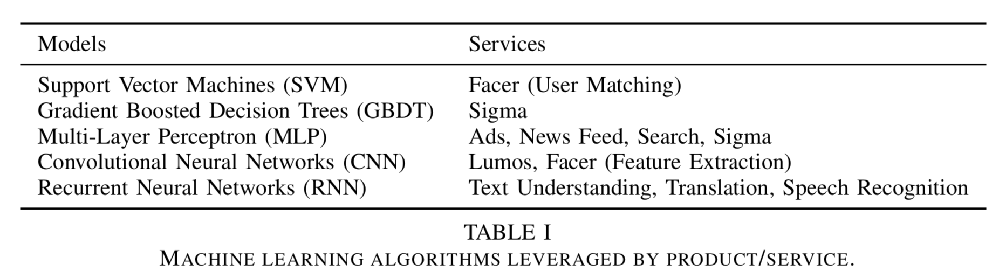 Models Services
Support Vector Machines (SVM) Facer (User Matching)
Gradient Boosted Decision Trees (GBDT) Sigma
Multi-Layer Perceptron (MLP) Ads, News Feed, Search, Sigma
Convolutional Neural Networks (CNN) Lumos, Facer (Feature Extraction)
Recurrent Neural Networks (RNN) Text Understanding, Translation, Speech Recognition
TABLE I
MACHINE LEARNING ALGORITHMS LEVERAGED BY PRODUCT/SERVICE.